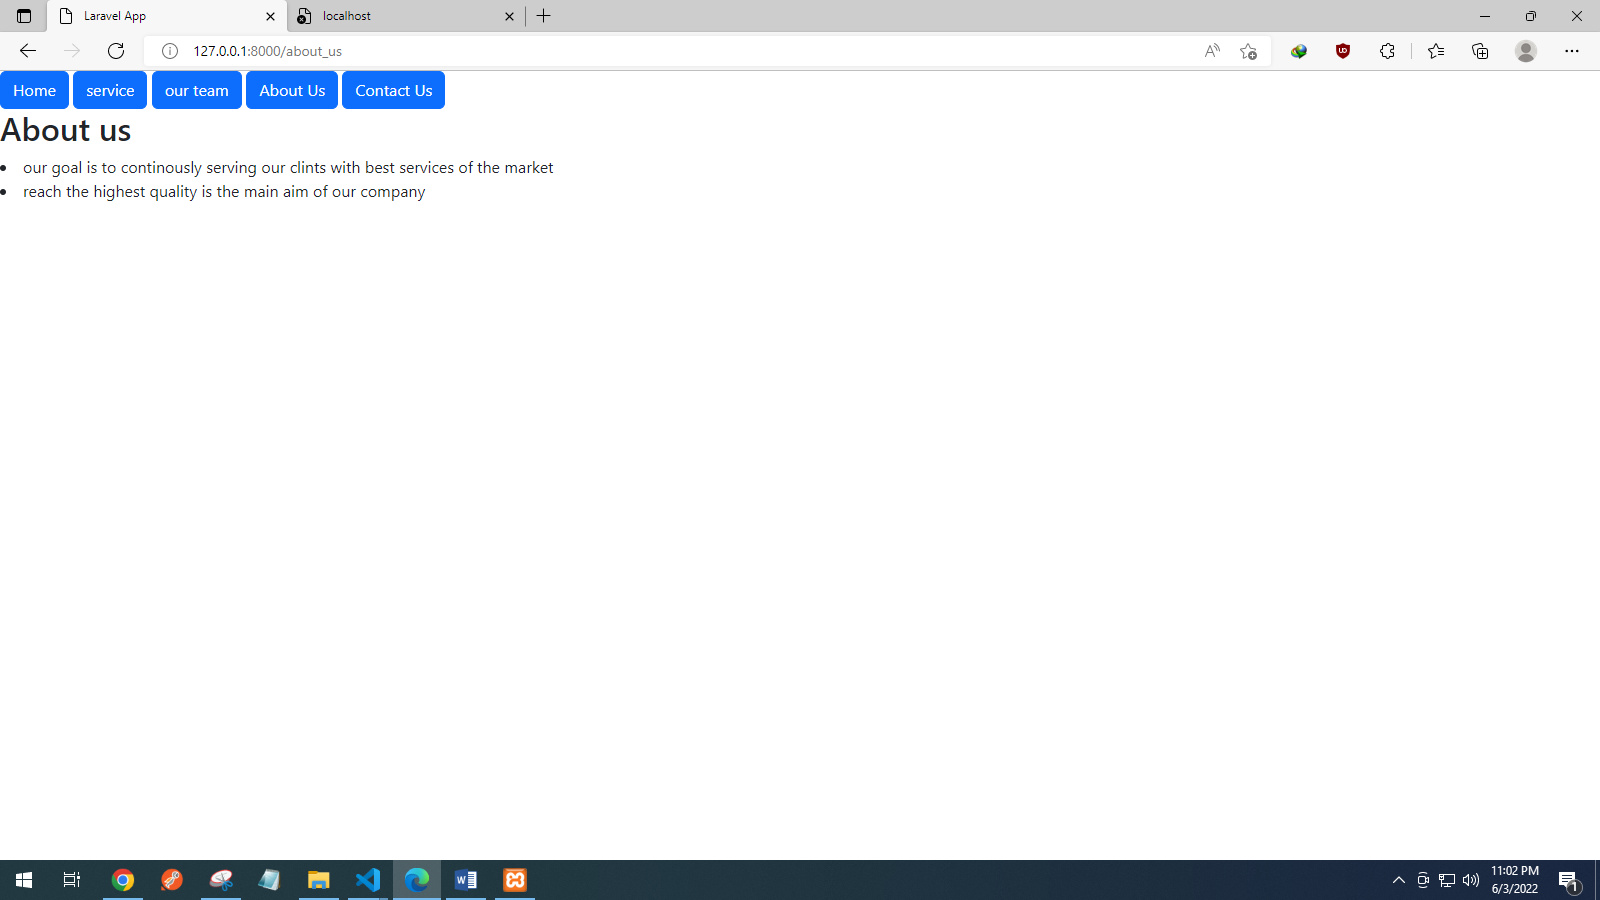 Laravel App
localhost
127.0.0.1:8000/about_us
Home service our team About Us Contact Us
About us
our goal is to continously serving our clints with best services of the market
reach the highest quality is the main aim of our company
11:02 PM
6/3/2022
1